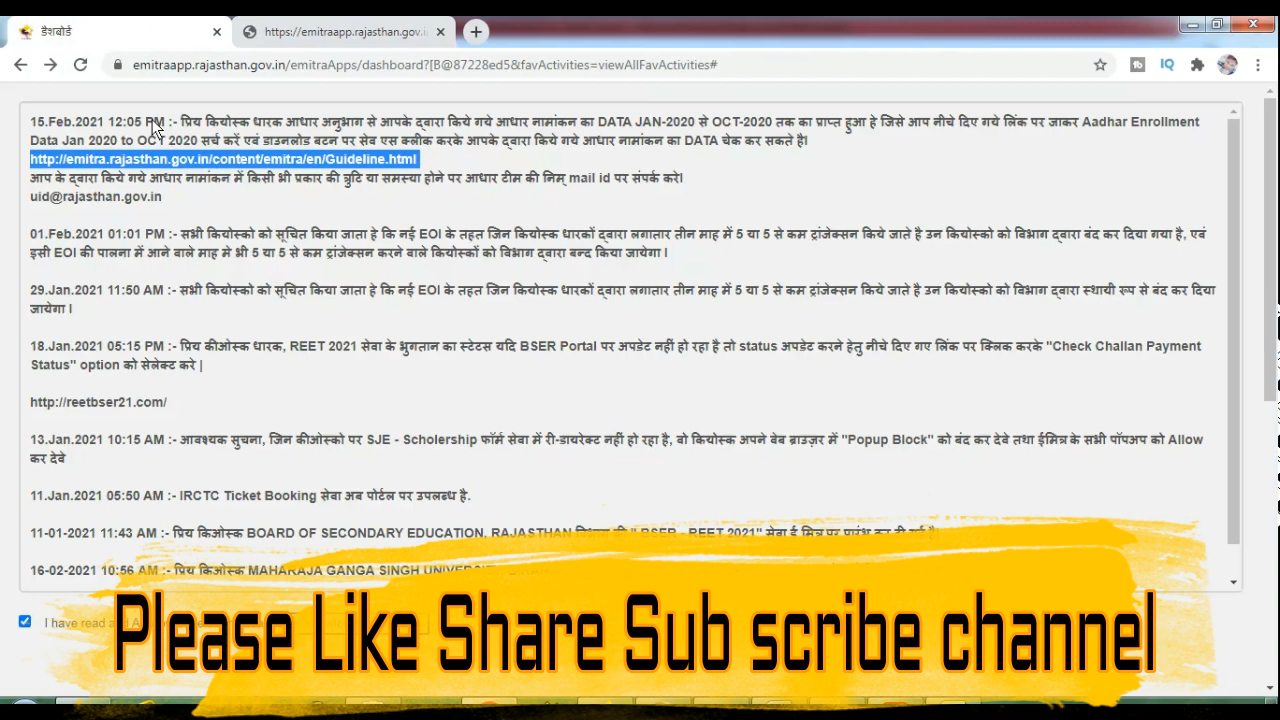 डैशबोर्ड
https://emitraapp.rajasthan.gov.i
emitraapp.rajasthan.gov.in/emitraApps/dashboard?[B@87228ed5&favActivities=viewAllFavActivities#
15.Feb.2021 12:05 PM :- प्रिय कियोस्क धारक आधार अनुभाग से आपके द्वारा किये गये आधार नामांकन का DATA JAN-2020 से OCT-2020 तक का प्राप्त हुआ हे जिसे आप नीचे दिए गये लिंक पर जाकर Aadhar Enrollment
Data Jan 2020 to OCT 2020 सर्च करें एवं डाउनलोड बटन पर सेव एस क्लीक करके आपके द्वारा किये गये आधार नामांकन का DATA चेक कर सकते है।
http://emitra.rajasthan.gov.in/content/emitra/en/Guideline.html
आप के द्वारा किये गये आधार नामांकन में किसी भी प्रकार की त्रुटि या समस्या होने पर आधार टीम की निम् mail id पर संपर्क करे।
uid@rajasthan.gov.in
01.Feb.2021 01:01 PM :- सभी कियोस्को को सूचित किया जाता हे कि नई EOI के तहत जिन कियोस्क धारकों द्वारा लगातार तीन माह में 5 या 5 से कम ट्रांजेक्सन किये जाते है उन कियोस्को को विभाग द्वारा बंद कर दिया गया है, एवं
इसी EOI की पालना में आने वाले माह मे भी 5 या 5 से कम ट्रांजेक्सन करने वाले कियोस्को को विभाग द्वारा बन्द किया जायेगा ।
29.Jan.2021 11:50 AM :- सभी कियोस्को को सूचित किया जाता हे कि नई EOI के तहत जिन कियोस्क धारकों द्वारा लगातार तीन माह में 5 या 5 से कम ट्रांजेक्सन किये जाते है उन कियोस्को को विभाग द्वारा स्थायी रूप से बंद कर दिया
जायेगा ।
18.Jan.2021 05:15 PM :- प्रिय कीओस्क धारक, REET 2021 सेवा के भुगतान का स्टेटस यदि BSER Portal पर अपडेट नहीं हो रहा है तो status अपडेट करने हेतु नीचे दिए गए लिंक पर क्लिक करके "Check Challan Payment
Status" option को सेलेक्ट करे |
http://reetbser21.com/
13.Jan.2021 10:15 AM :- आवश्यक सुचना, जिन कीओस्को पर SJE - Scholership फॉर्म सेवा में री-डायरेक्ट नहीं हो रहा है, वो कियोस्क अपने बेब ब्राउज़र में "Popup Block" को बंद कर देवे तथा ईमित्र के सभी पॉपअप को Allow
कर देवे
11.Jan.2021 05:50 AM :- IRCTC Ticket Booking सेवा अब पोर्टल पर उपलब्ध है.
11-01-2021 11:43 AM :- प्रिय किओस्क BOARD OF SECONDARY EDUCATION, RAJASTHAN BSER - REET 2021" सेवा ई मित्र पर प्रारंभ कर दी गई है|
16-02-2021 10:56 AM :- प्रिय किओस्क MAHARAJA GANGA SINGH
I have read and
Please Like Share Sub scribe channel